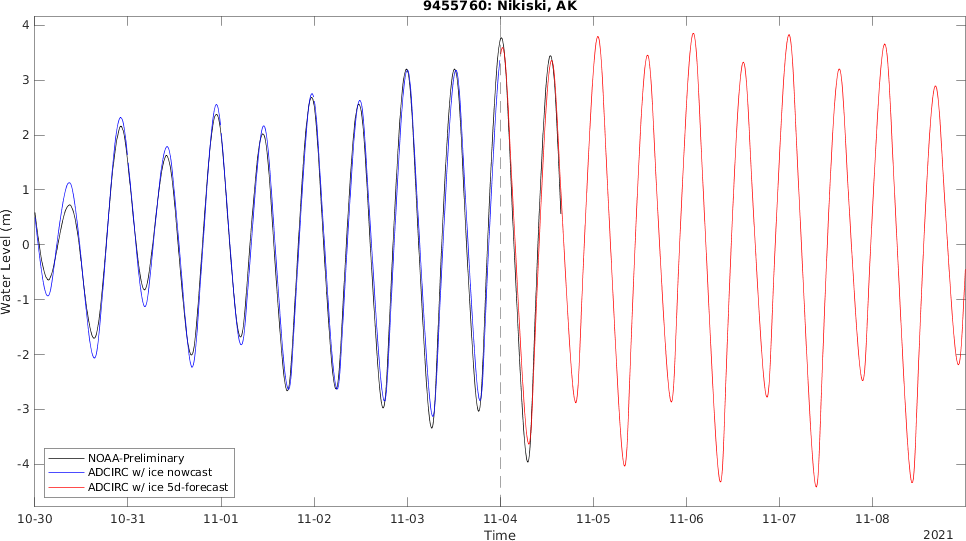 9455760: Nikiski, AK
4
3
2
1
0
-1
-2
-3
-4
Water Level (m)
NOAA-Preliminary
ADCIRC w/ ice nowcast
ADCIRC w/ ice 5d-forecast
10-30 10-31 11-01 11-02 11-03 11-04 11-05 11-06 11-07 11-08
Time
2021